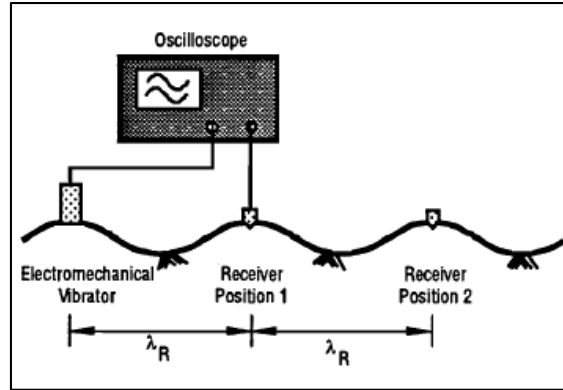 Oscilloscope
Electromechanical
Vibrator
Receiver
Position 1
Receiver
Position 2
λR
λR